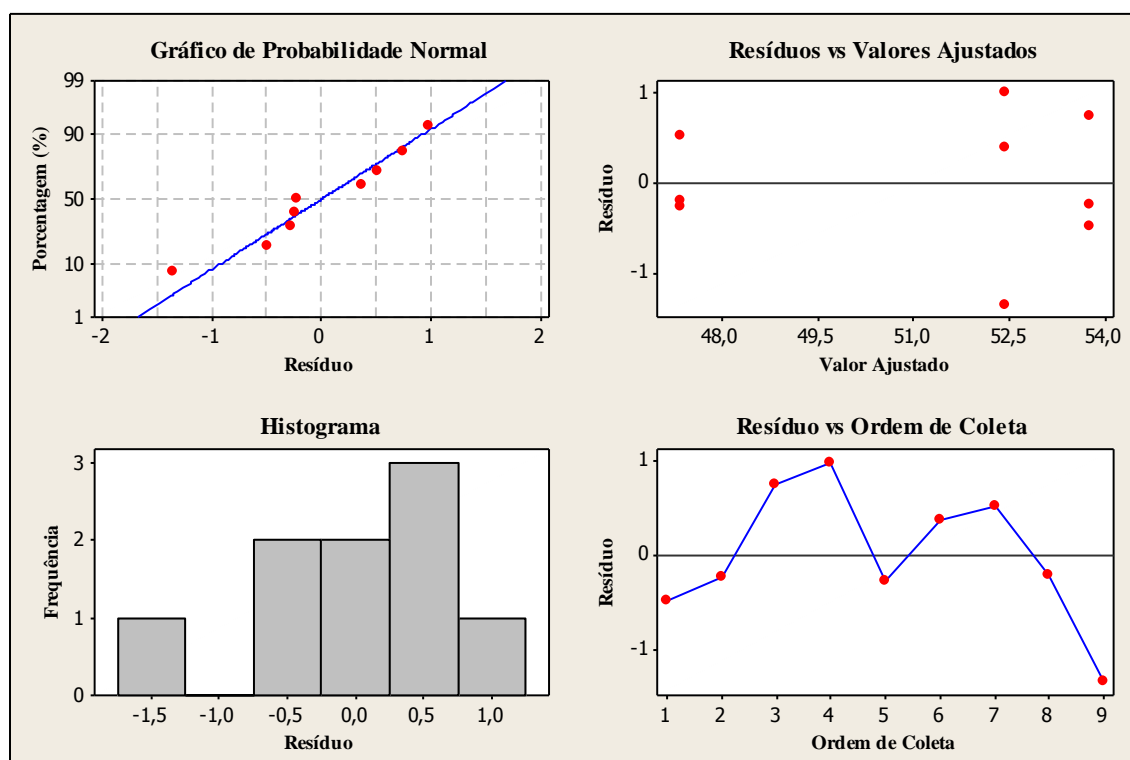 Gráfico de Probabilidade Normal
99
90
50
10
1
Porcentagem (%)
-2 -1 0 1 2
Resíduo
Resíduos vs Valores Ajustados
1
0
-1
Resíduo
48,0 49,5 51,0 52,5 54,0
Valor Ajustado
Histograma
3
2
1
0
Frequência
-1,5 -1,0 -0,5 0,0 0,5 1,0
Resíduo
Resíduo vs Ordem de Coleta
1
0
-1
Resíduo
1 2 3 4 5 6 7 8 9
Ordem de Coleta